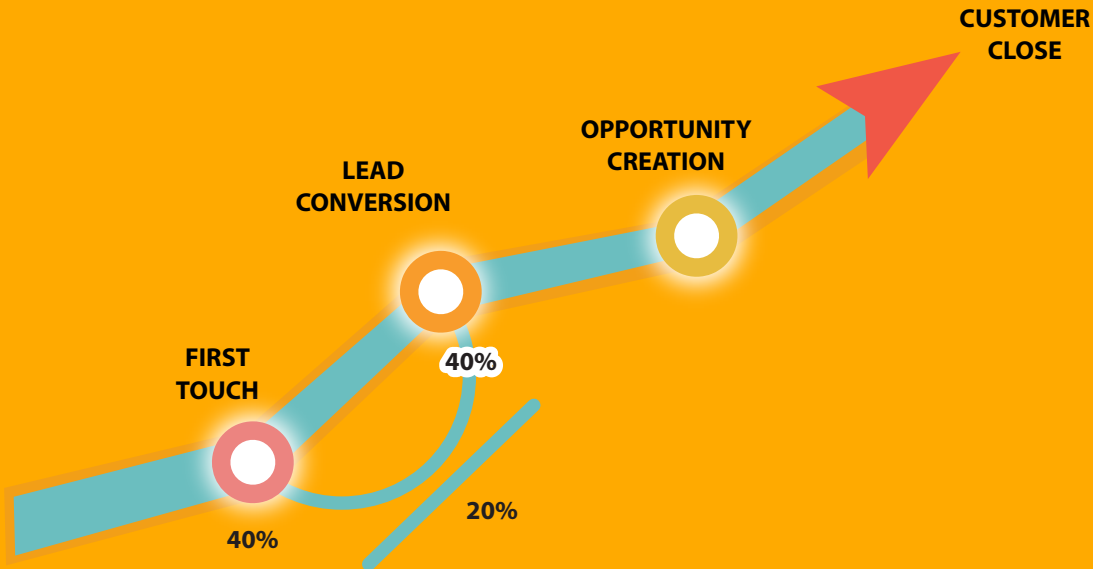 CUSTOMER
CLOSE
OPPORTUNITY
CREATION
LEAD
CONVERSION
FIRST
TOUCH
40%
20%
40%